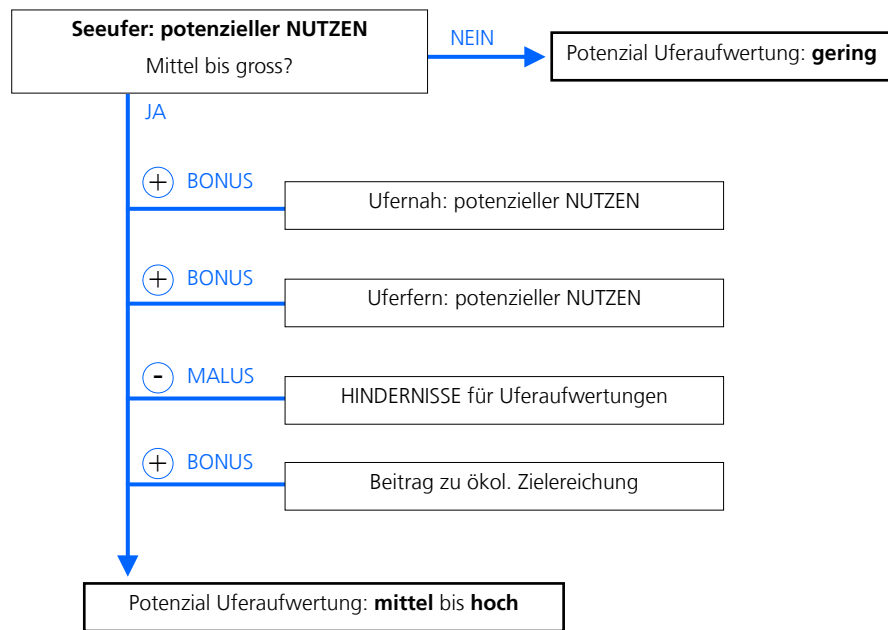 Seeufer: potenzieller NUTZEN
Mittel bis gross?
NEIN
Potenzial Uferaufwertung: gering
JA
+ BONUS
Ufernah: potenzieller NUTZEN
+ BONUS
Uferfern: potenzieller NUTZEN
- MALUS
HINDERNISSE für Uferaufwertungen
+ BONUS
Beitrag zu ökol. Zielereichung
Potenzial Uferaufwertung: mittel bis hoch